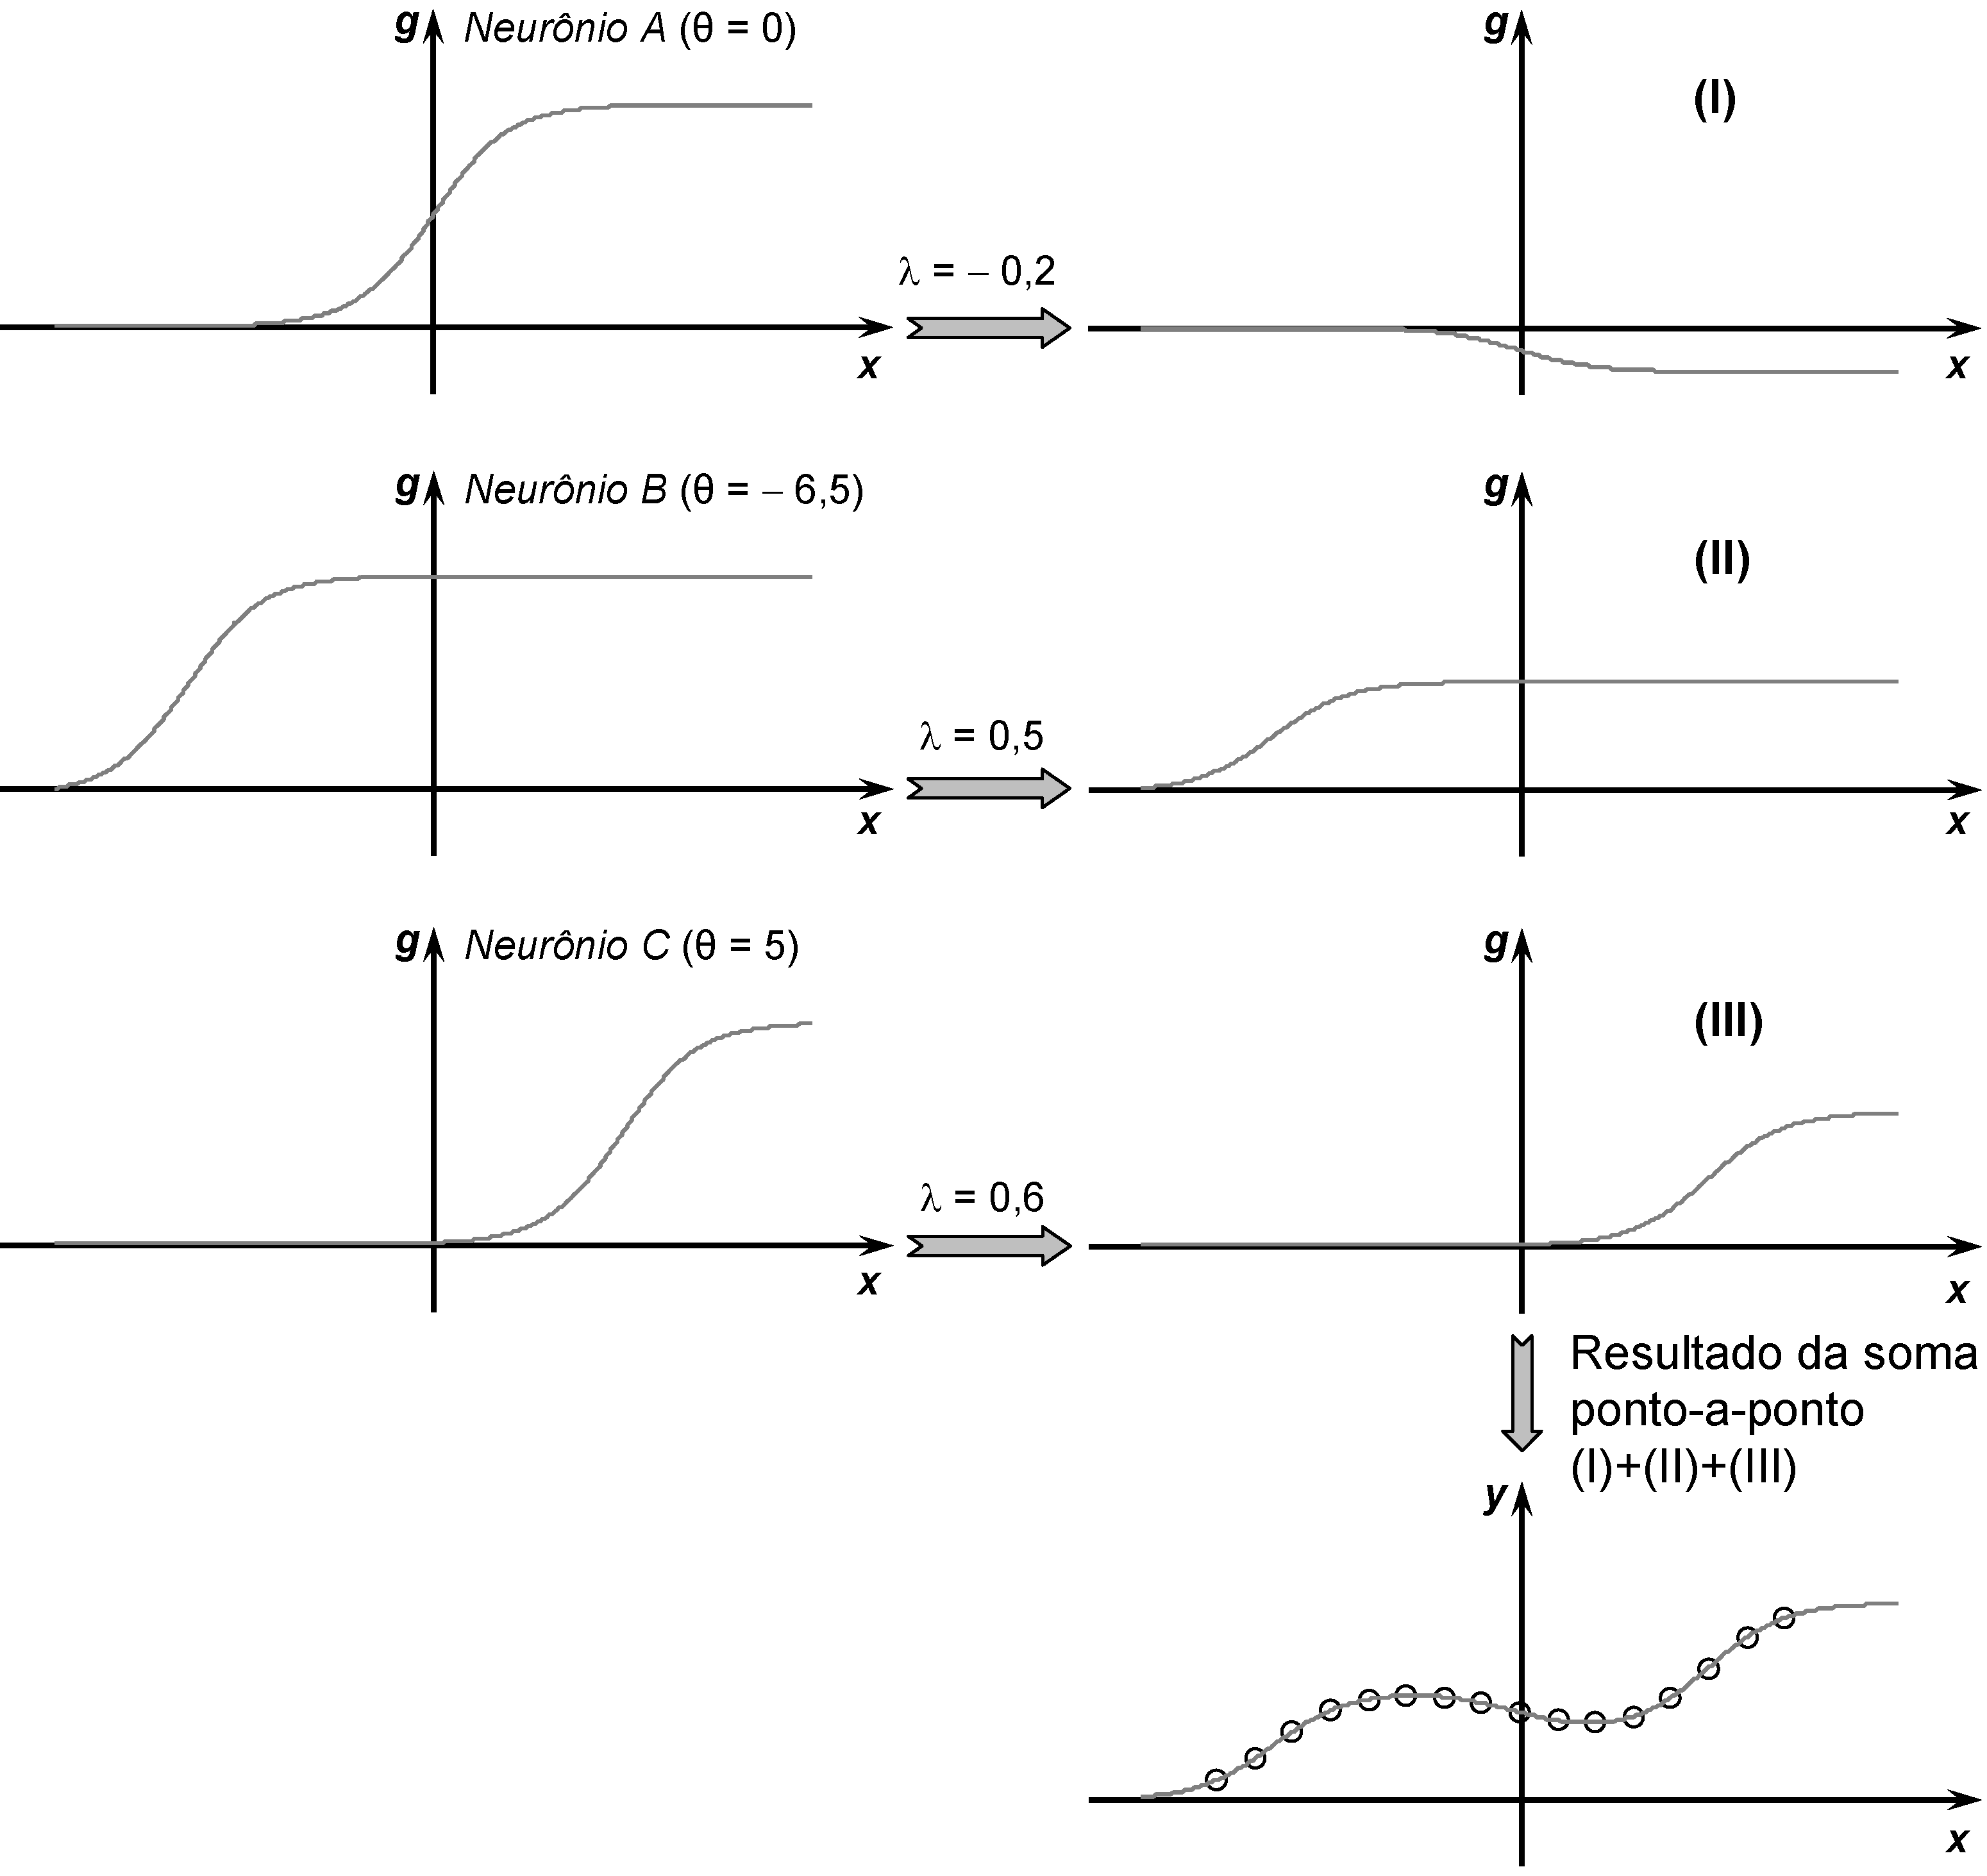 g Neurônio A (θ = 0)
g
(I)
λ = – 0,2
x
x
g Neurônio B (θ = – 6,5)
g
(II)
λ = 0,5
x
x
g Neurônio C (θ = 5)
g
(III)
λ = 0,6
x
x
Resultado da soma
ponto-a-ponto
(I)+(II)+(III)
y
x